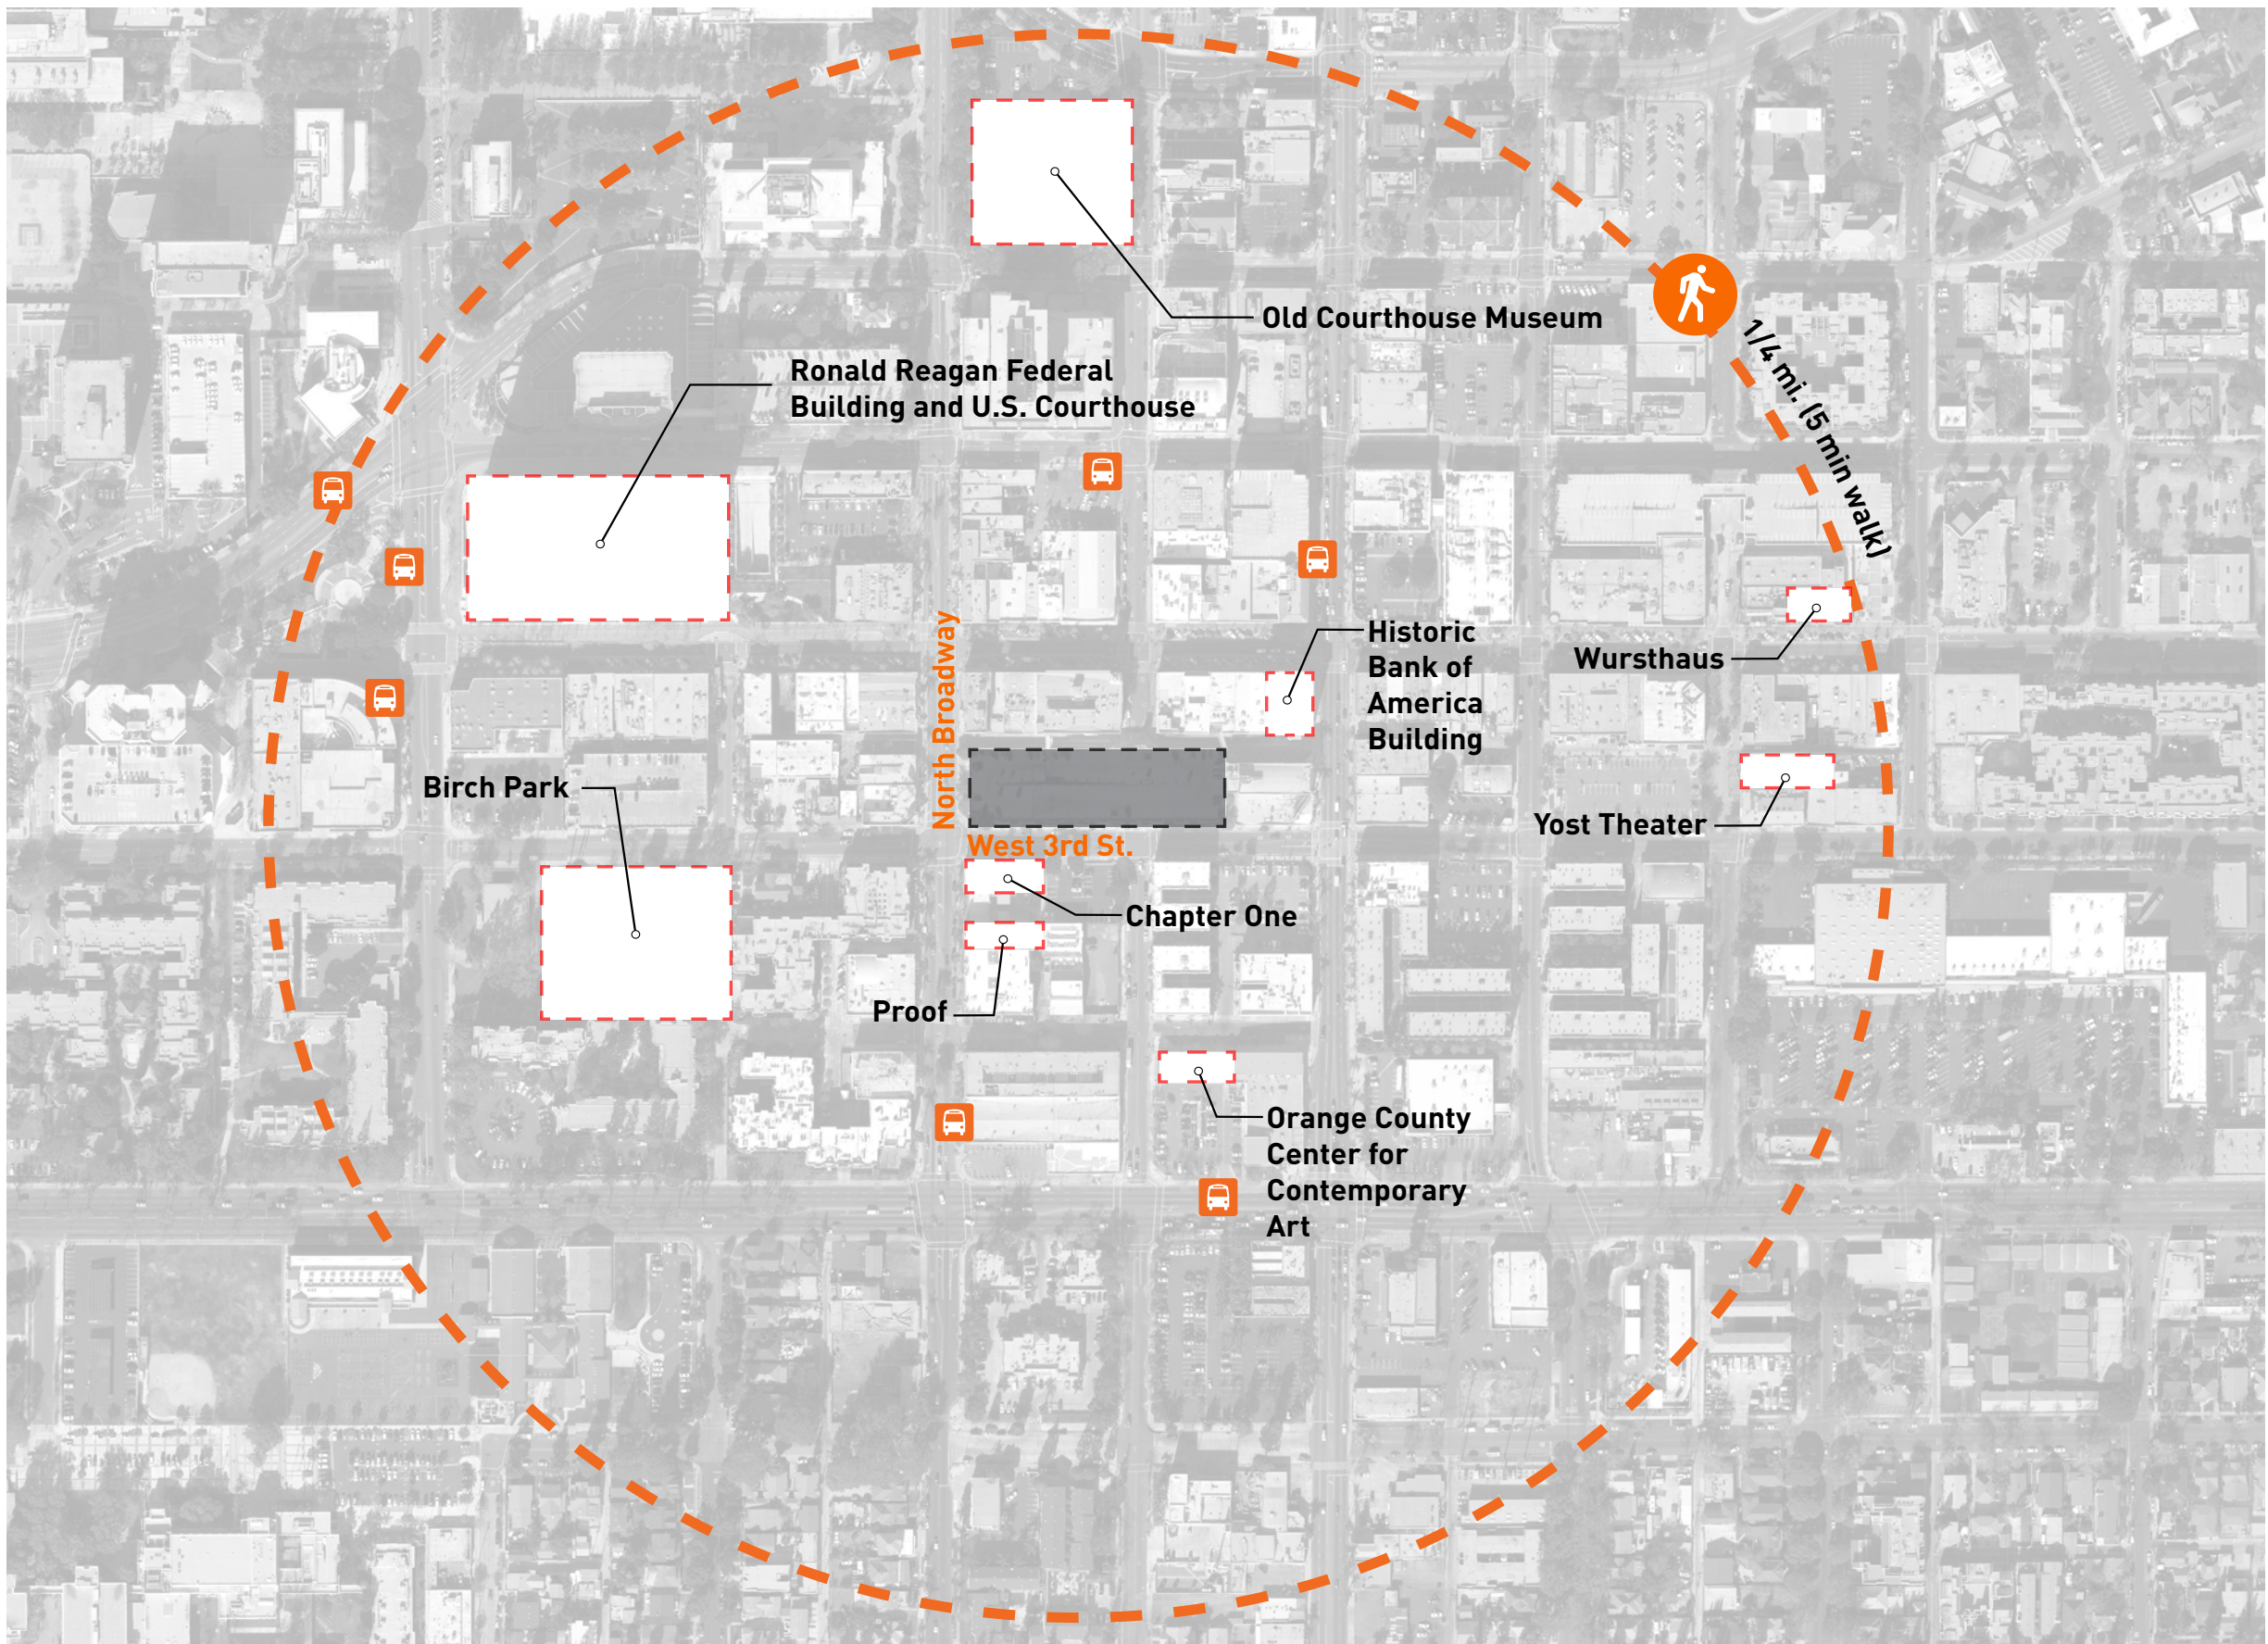 Old Courthouse Museum
1/4 mi. (5 min walk)
Ronald Reagan Federal
Building and U.S. Courthouse
North Broadway
Historic
Bank of
America
Building
Wursthaus
Birch Park
Yost Theater
West 3rd St.
Chapter One
Proof
Orange County
Center for
Contemporary
Art